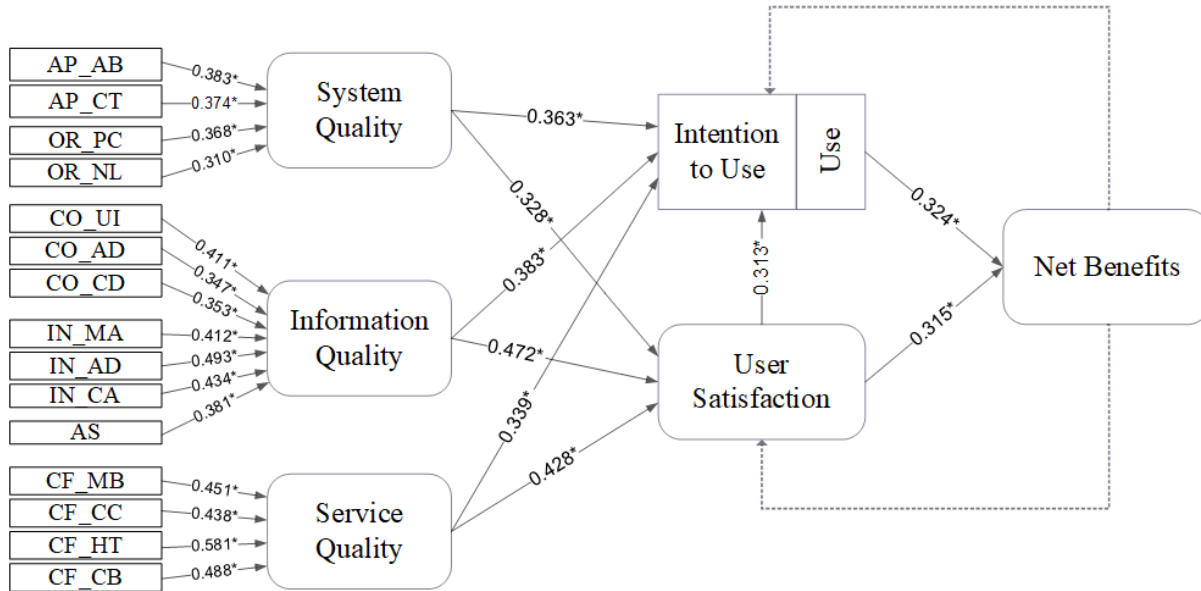 AP_AB
0.383*
AP_CT
0.374*
OR_PC
0.368*
OR_NL
0.310*
System
Quality
CO_UI
0.411*
CO_AD
0.347*
CO_CD
0.353*
IN_MA
0.412*
IN_AD
0.493*
IN_CA
0.434*
AS
0.381*
Information
Quality
CF_MB
0.451*
CF_CC
0.438*
CF_HT
0.581*
CF_CB
0.488*
Service
Quality
0.363*
0.328*
0.383*
0.472*
0.339*
0.428*
Intention
to Use
Use
0.313*
User
Satisfaction
0.324*
0.315*
Net Benefits